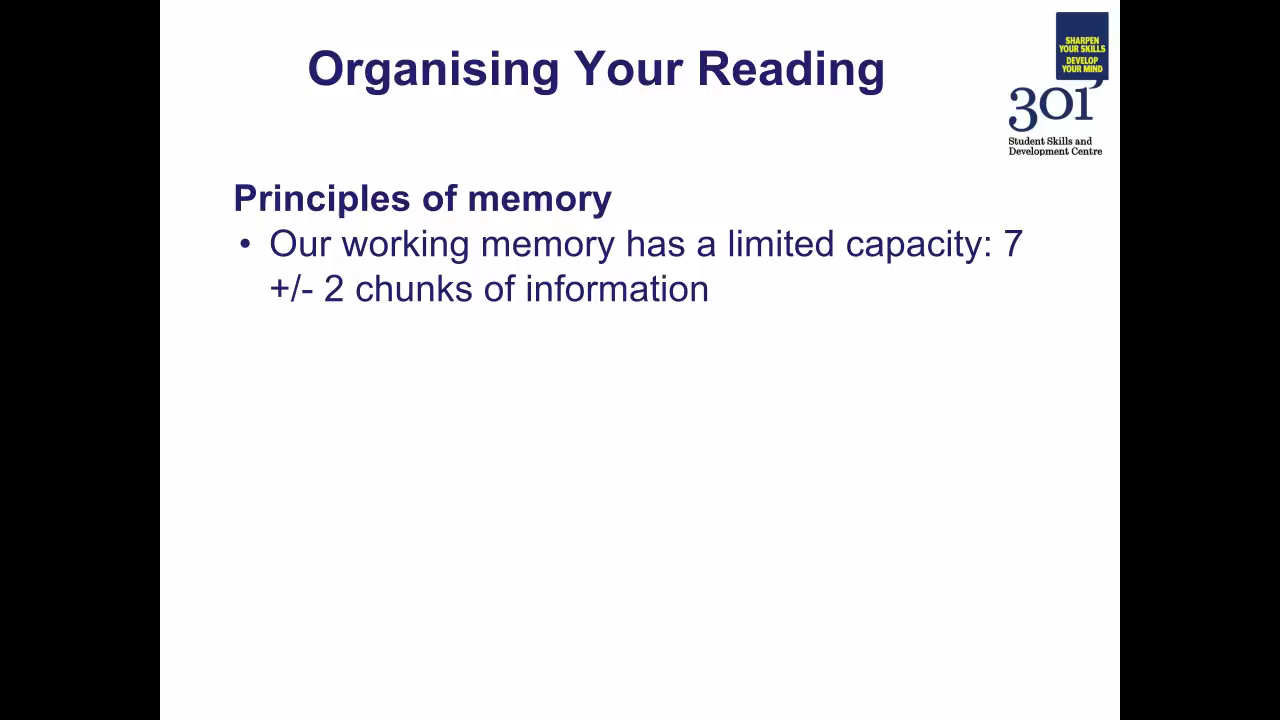 Organising Your Reading
SHARPEN
YOUR SKILLS
DEVELOP
YOUR MIND
301
Student Skills and
Development Centre
Principles of memory
• Our working memory has a limited capacity: 7
+/- 2 chunks of information